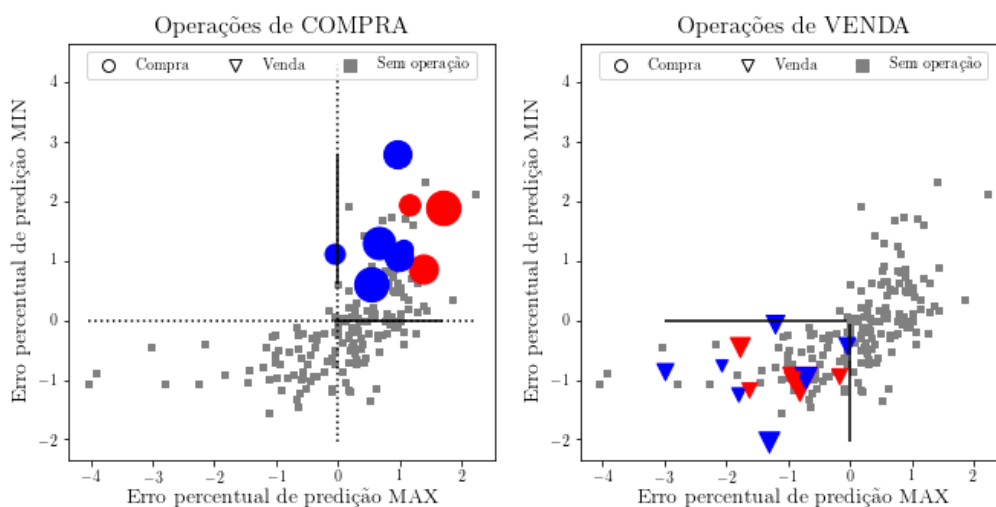 Operações de COMPRA
Compra Venda Sem operação
4
3
2
1
0
−1
−2
Erro percentual de predição MIN
−4 −3 −2 −1 0 1 2
Erro percentual de predição MAX
Operações de VENDA
Compra Venda Sem operação
4
3
2
1
0
−1
−2
Erro percentual de predição MIN
−4 −3 −2 −1 0 1 2
Erro percentual de predição MAX